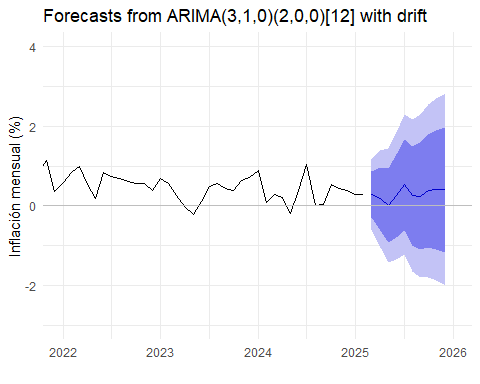 Forecasts from ARIMA(3,1,0)(2,0,0)[12] with drift
Inflación mensual (%)
4
2
0
-2
2022 2023 2024 2025 2026